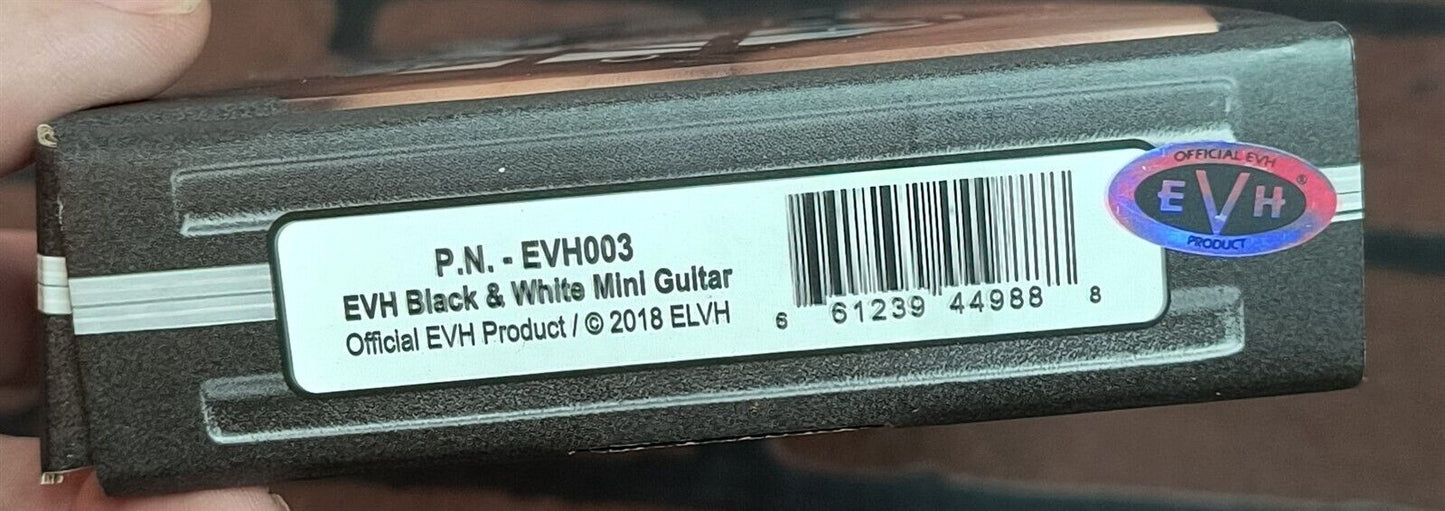 P.N. - EVH003
EVH Black & White Mini Guitar
Official EVH Product / © 2018 ELVH
6 61239 44988 8
OFFICIAL EVH
EVH®
PRODUCT